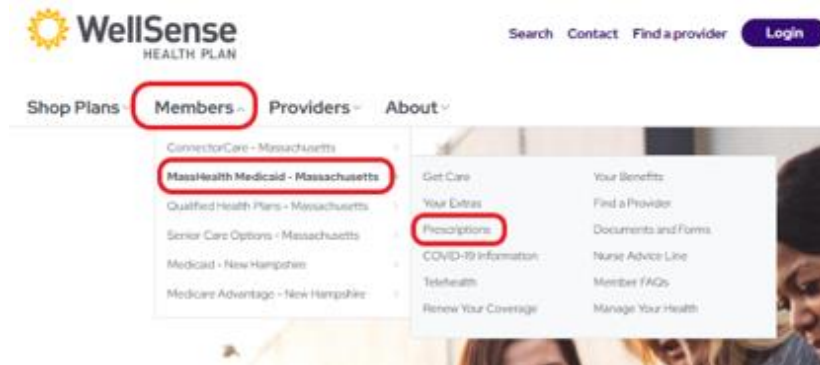 WellSense
HEALTH PLAN
Search Contact Find a provider Login
Shop Plans Members Providers About
ConnectorCare - Massachusetts
MassHealth Medicaid - Massachusetts
Qualified Health Plans - Massachusetts
Senior Care Options - Massachusetts
Medicaid - New Hampshire
Medicare Advantage - New Hampshire
Get Care
Your Extras
Prescriptions
COVID-19 Information
Telehealth
Renew Your Coverage
Your Benefits
Find a Provider
Documents and Forms
Nurse Advice Line
Member FAQs
Manage Your Health